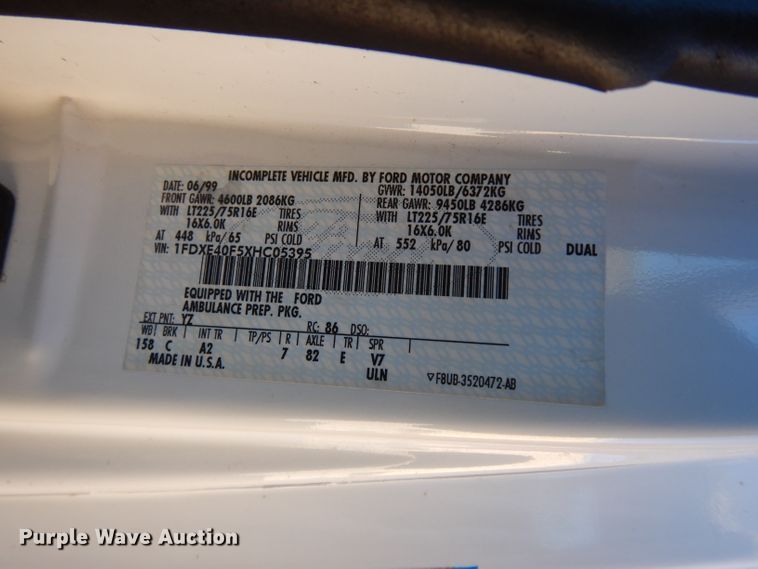 INCOMPLETE VEHICLE MFD. BY FORD MOTOR COMPANY
DATE: 06/99 GVWR: 14050LB/6372KG
FRONT GAWR: 4600LB 2086KG REAR GAWR: 9450LB 4286KG
WITH LT225/75R16E TIRES WITH LT225/75R16E TIRES
16X6.0K RIMS 16X6.0K RIMS
AT 448 kPa/65 PSI COLD AT 552 kPa/80 PSI COLD DUAL
VIN: 1FDXE40F5XHC05395
EQUIPPED WITH THE FORD
AMBULANCE PREP. PKG.
EXT PNT: YZ RC: 86 DSO:
WB BRK INT TR TP/PS R AXLE TR SPR
158 C A2 7 82 E V7
MADE IN U.S.A. ULN
F8UB-3520472-AB
Purple Wave Auction